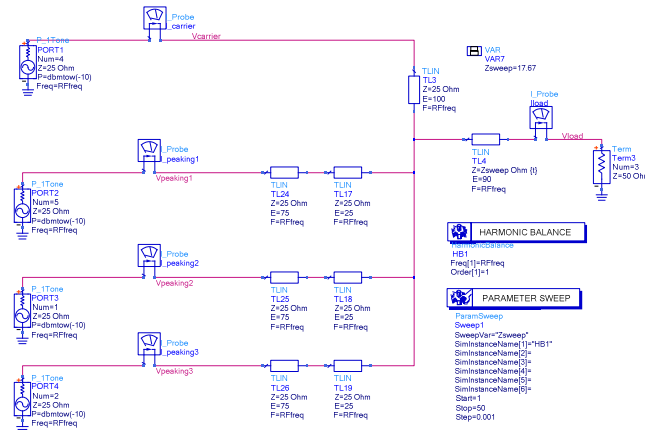 I_Probe
I_carrier
Vcarrier
P_1Tone
PORT1
Num=4
Z=25 Ohm
P=dbmtow(-10)
Freq=RFfreq
VAR
VAR7
Zsweep=17.67
TLIN
TL3
Z=25 Ohm
E=100
F=RFfreq
I_Probe
Iload
Vload
TLIN
TL4
Z=Zsweep Ohm {t}
E=90
F=RFfreq
Term
Term3
Num=3
Z=50 Ohm
I_Probe
I_peaking1
Vpeaking1
P_1Tone
PORT2
Num=5
Z=25 Ohm
P=dbmtow(-10)
Freq=RFfreq
TLIN
TL24
Z=25 Ohm
E=75
F=RFfreq
TLIN
TL17
Z=25 Ohm
E=25
F=RFfreq
HARMONIC BALANCE
HarmonicBalance
HB1
Freq[1]=RFfreq
Order[1]=1
I_Probe
I_peaking2
Vpeaking2
P_1Tone
PORT3
Num=1
Z=25 Ohm
P=dbmtow(-10)
Freq=RFfreq
TLIN
TL25
Z=25 Ohm
E=75
F=RFfreq
TLIN
TL18
Z=25 Ohm
E=25
F=RFfreq
PARAMETER SWEEP
ParamSweep
Sweep1
SweepVar="Zsweep"
SimInstanceName[1]="HB1"
SimInstanceName[2]=
SimInstanceName[3]=
SimInstanceName[4]=
SimInstanceName[5]=
SimInstanceName[6]=
Start=1
Stop=50
Step=0.001
I_Probe
I_peaking3
Vpeaking3
P_1Tone
PORT4
Num=2
Z=25 Ohm
P=dbmtow(-10)
Freq=RFfreq
TLIN
TL26
Z=25 Ohm
E=75
F=RFfreq
TLIN
TL19
Z=25 Ohm
E=25
F=RFfreq